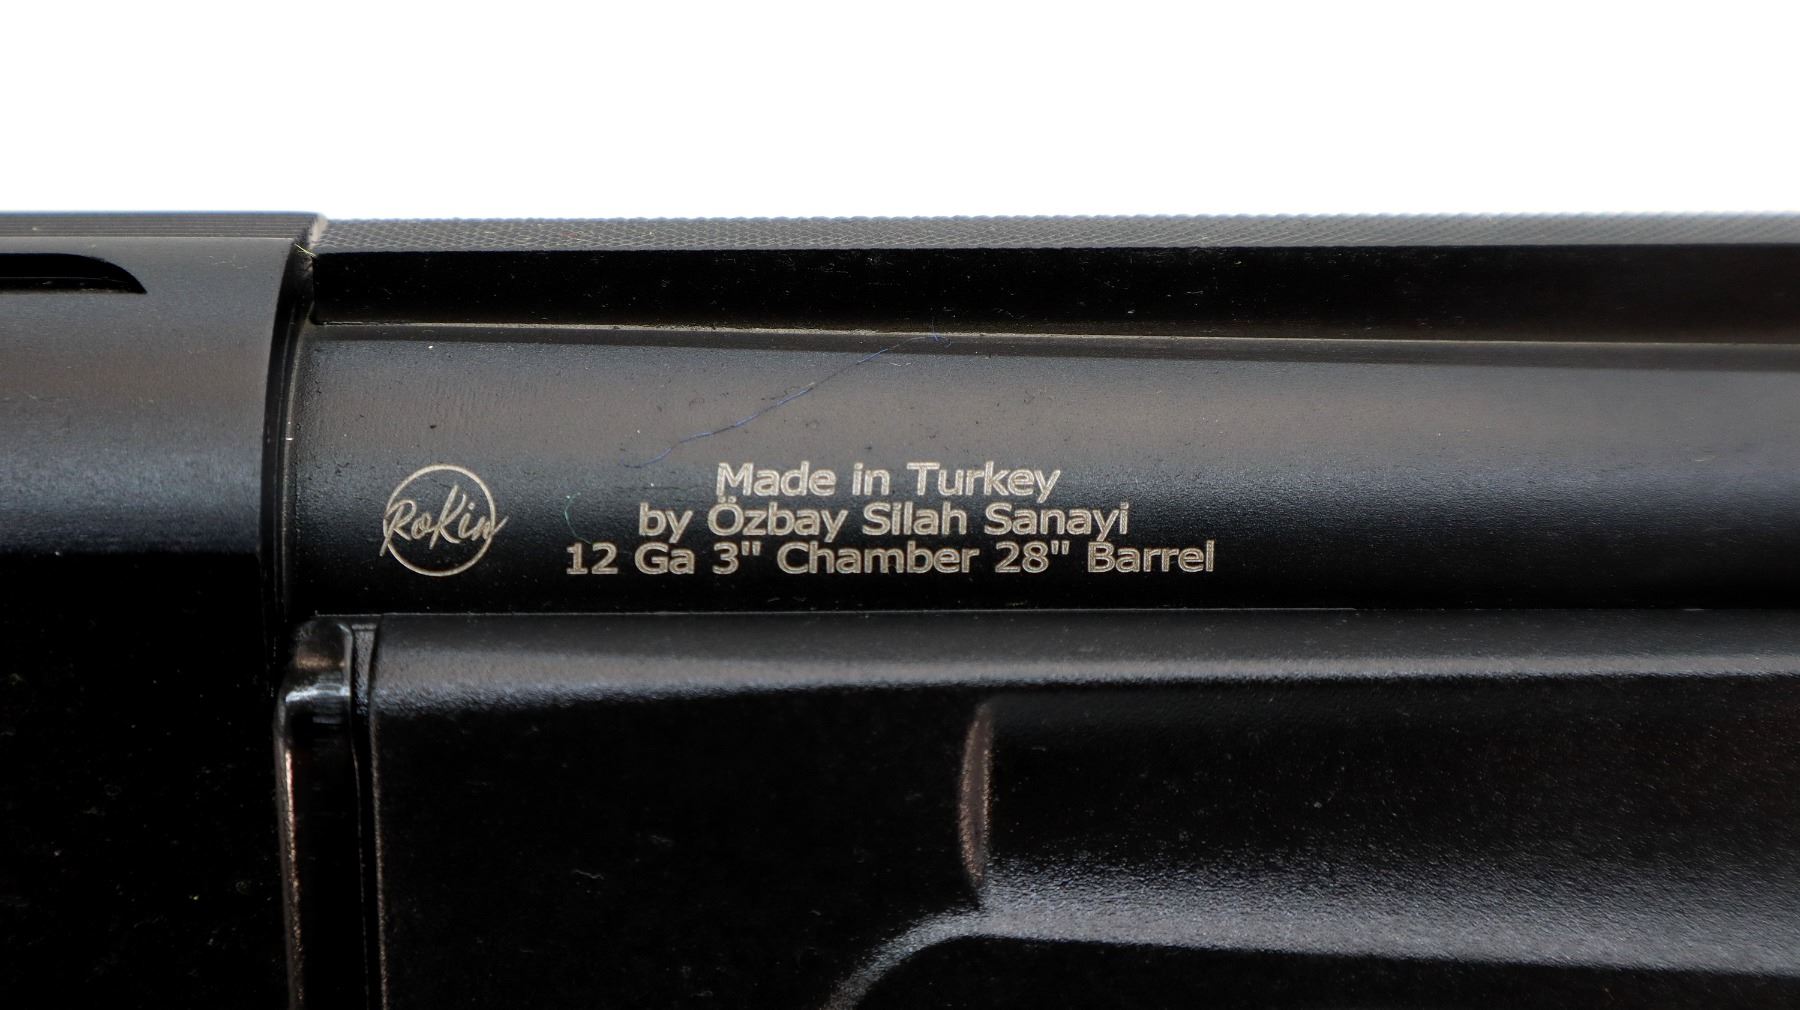 RoKin
Made in Turkey
by Özbay Silah Sanayi
12 Ga 3" Chamber 28" Barrel